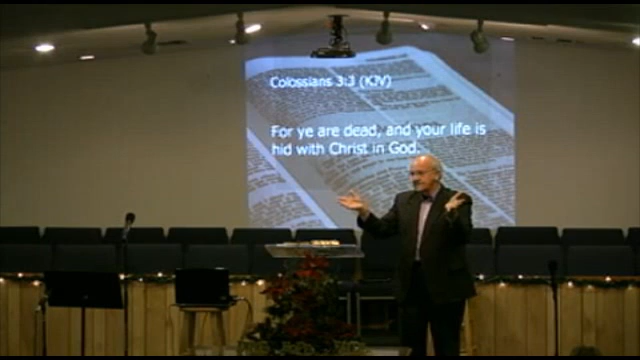 Colossians 3:3 (KJV)
For ye are dead, and your life is
hid with Christ in God.